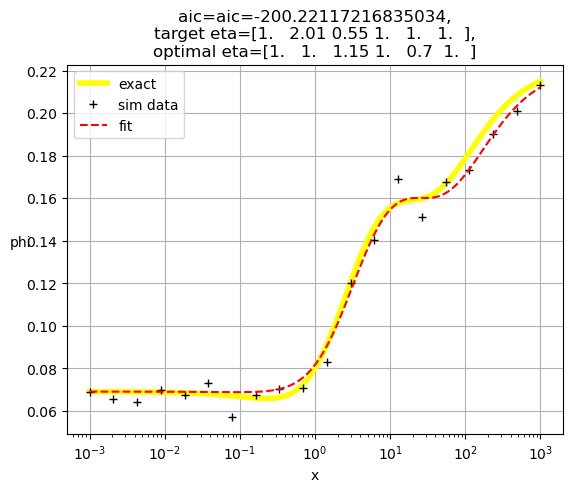 aic=aic=-200.22117216835034,
target eta=[1.   2.01 0.55 1.   1.   1.  ],
optimal eta=[1.   1.   1.15 1.   0.7  1.  ]
exact
sim data
fit
0.22
0.20
0.18
0.16
0.14
phi
0.12
0.10
0.08
0.06
10⁻³ 10⁻² 10⁻¹ 10⁰ 10¹ 10² 10³
x